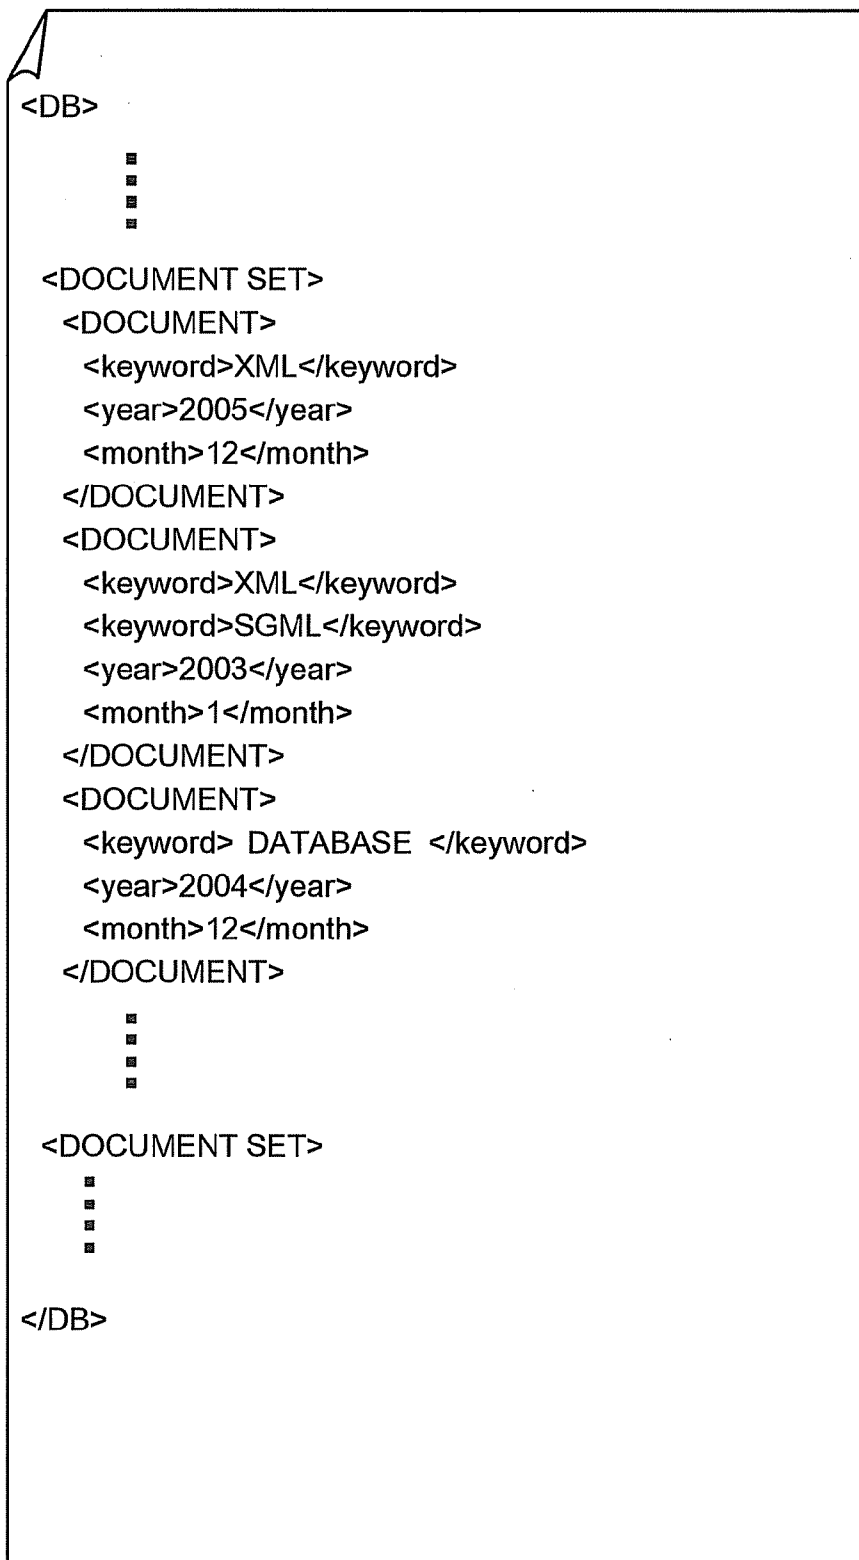 <DB>
<DOCUMENT SET>
<DOCUMENT>
<keyword>XML</keyword>
<year>2005</year>
<month>12</month>
</DOCUMENT>
<DOCUMENT>
<keyword>XML</keyword>
<keyword>SGML</keyword>
<year>2003</year>
<month>1</month>
</DOCUMENT>
<DOCUMENT>
<keyword> DATABASE </keyword>
<year>2004</year>
<month>12</month>
</DOCUMENT>
<DOCUMENT SET>
</DB>